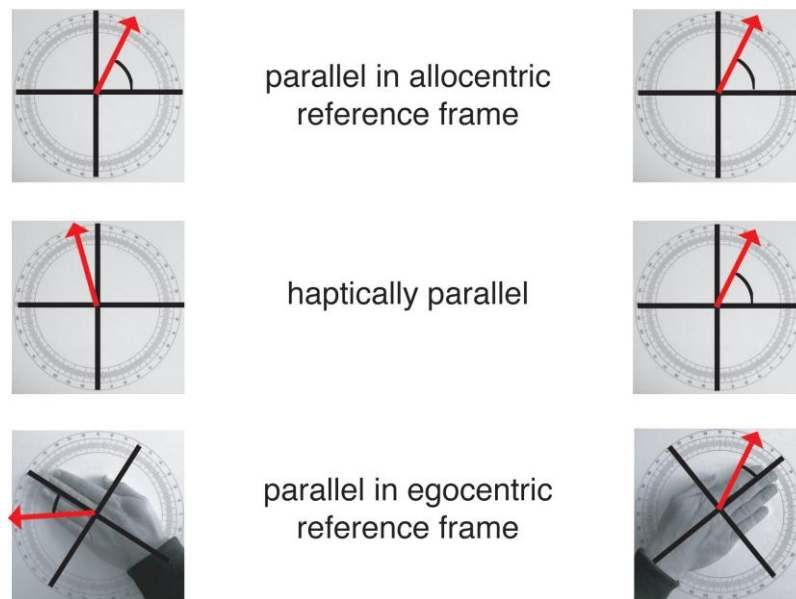 parallel in allocentric
reference frame
haptically parallel
parallel in egocentric
reference frame